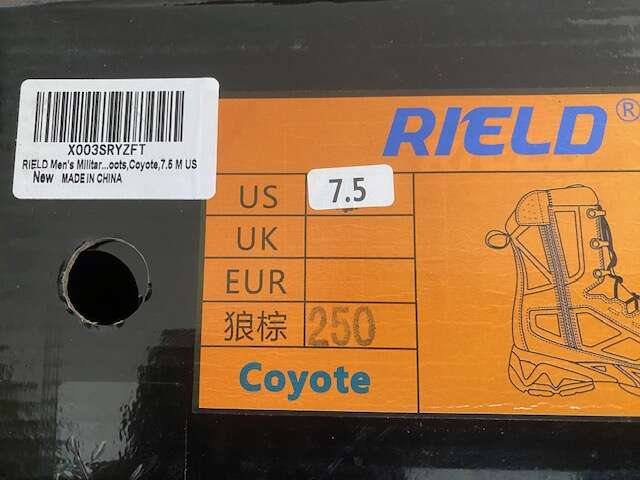 X003SRYZFT
RIELD Men's Militar...oots,Coyote,7.5 M US
New MADE IN CHINA
RIELD®
US 7.5
UK
EUR
狼棕 250
Coyote